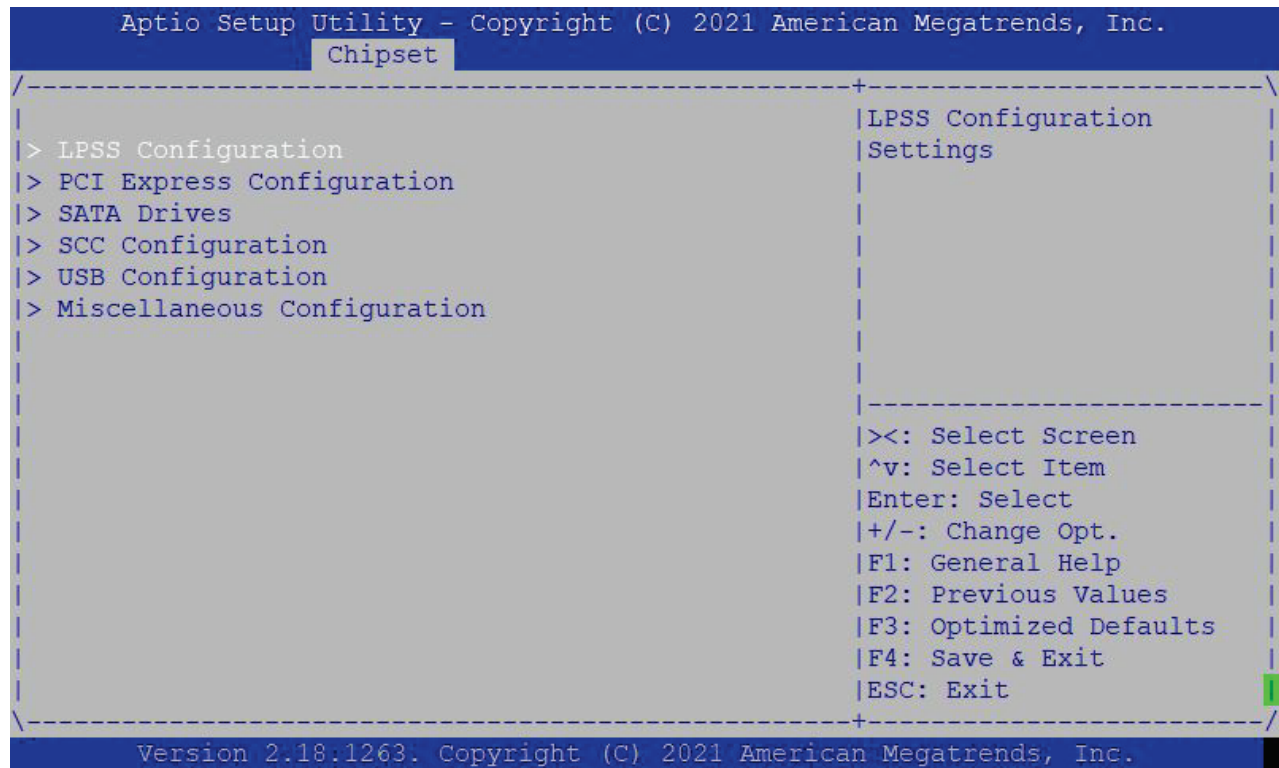 Aptio Setup Utility – Copyright (C) 2021 American Megatrends, Inc.
Chipset
/----------------------------------------------------+-------------------------\
|LPSS Configuration |
|> LPSS Configuration |Settings |
|> PCI Express Configuration | |
|> SATA Drives | |
|> SCC Configuration | |
|> USB Configuration | |
|> Miscellaneous Configuration | |
|><: Select Screen |
|^v: Select Item |
|Enter: Select |
|+/-: Change Opt. |
|F1: General Help |
|F2: Previous Values |
|F3: Optimized Defaults |
|F4: Save & Exit |
|ESC: Exit |
\----------------------------------------------------+-------------------------/
Version 2.18.1263. Copyright (C) 2021 American Megatrends, Inc.